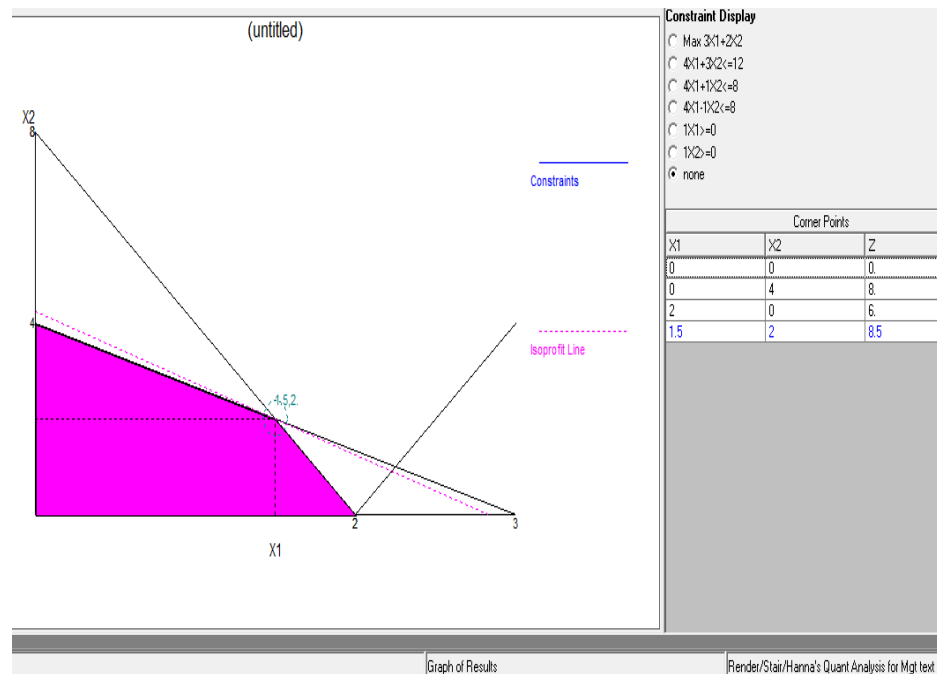 (untitled)
X2
8
4
1.5,2.
2
3
X1
Constraints
Isoprofit Line
Constraint Display
Max 3X1+2X2
4X1+3X2<=12
4X1+1X2<=8
4X1-1X2<=8
1X1>=0
1X2>=0
none
Corner Points
X1 X2 Z
0 0 0.
0 4 8.
2 0 6.
1.5 2 8.5
Graph of Results
Render/Stair/Hanna's Quant Analysis for Mgt text